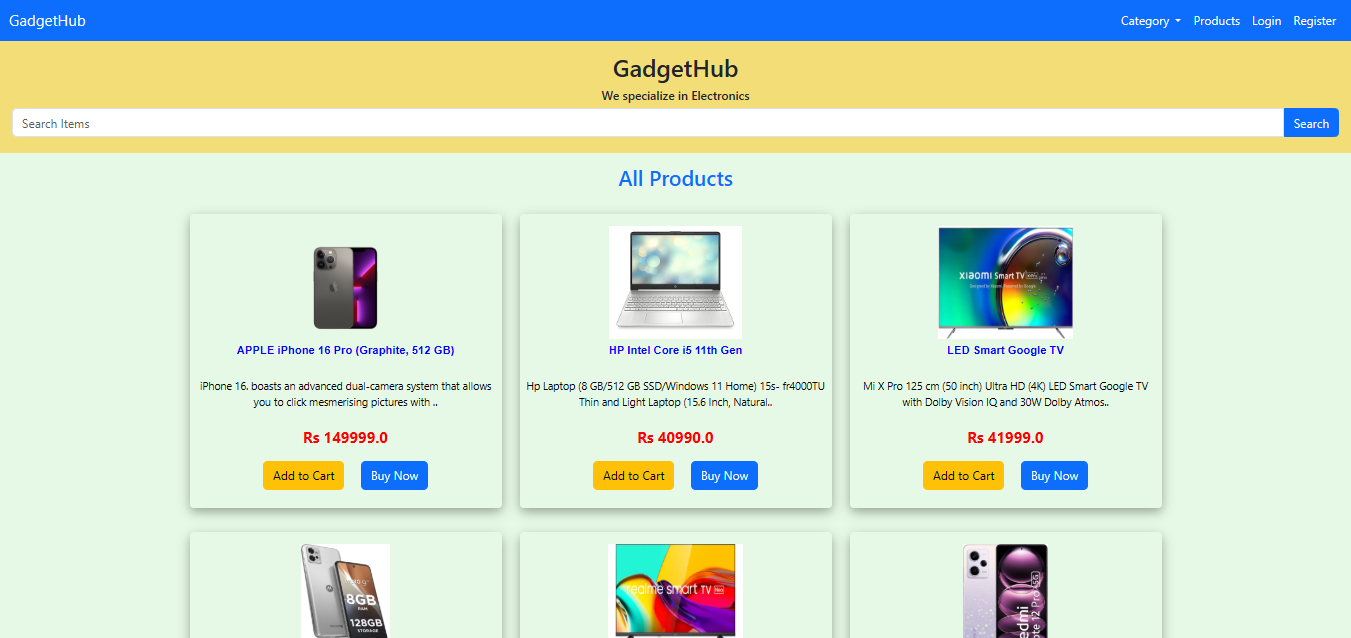 GadgetHub
Category Products Login Register
GadgetHub
We specialize in Electronics
Search Items Search
All Products
XIAOMI Smart TV
APPLE iPhone 16 Pro (Graphite, 512 GB)
HP Intel Core i5 11th Gen
LED Smart Google TV
iPhone 16. boasts an advanced dual-camera system that allows
you to click mesmerising pictures with ..
Hp Laptop (8 GB/512 GB SSD/Windows 11 Home) 15s- fr4000TU
Thin and Light Laptop (15.6 Inch, Natural..
Mi X Pro 125 cm (50 inch) Ultra HD (4K) LED Smart Google TV
with Dolby Vision IQ and 30W Dolby Atmos..
Rs 149999.0
Rs 40990.0
Rs 41999.0
Add to Cart Buy Now
Add to Cart Buy Now
Add to Cart Buy Now
8GB
RAM
128GB
STORAGE
realme smart TV
Redmi
Note 12 Pro 5G